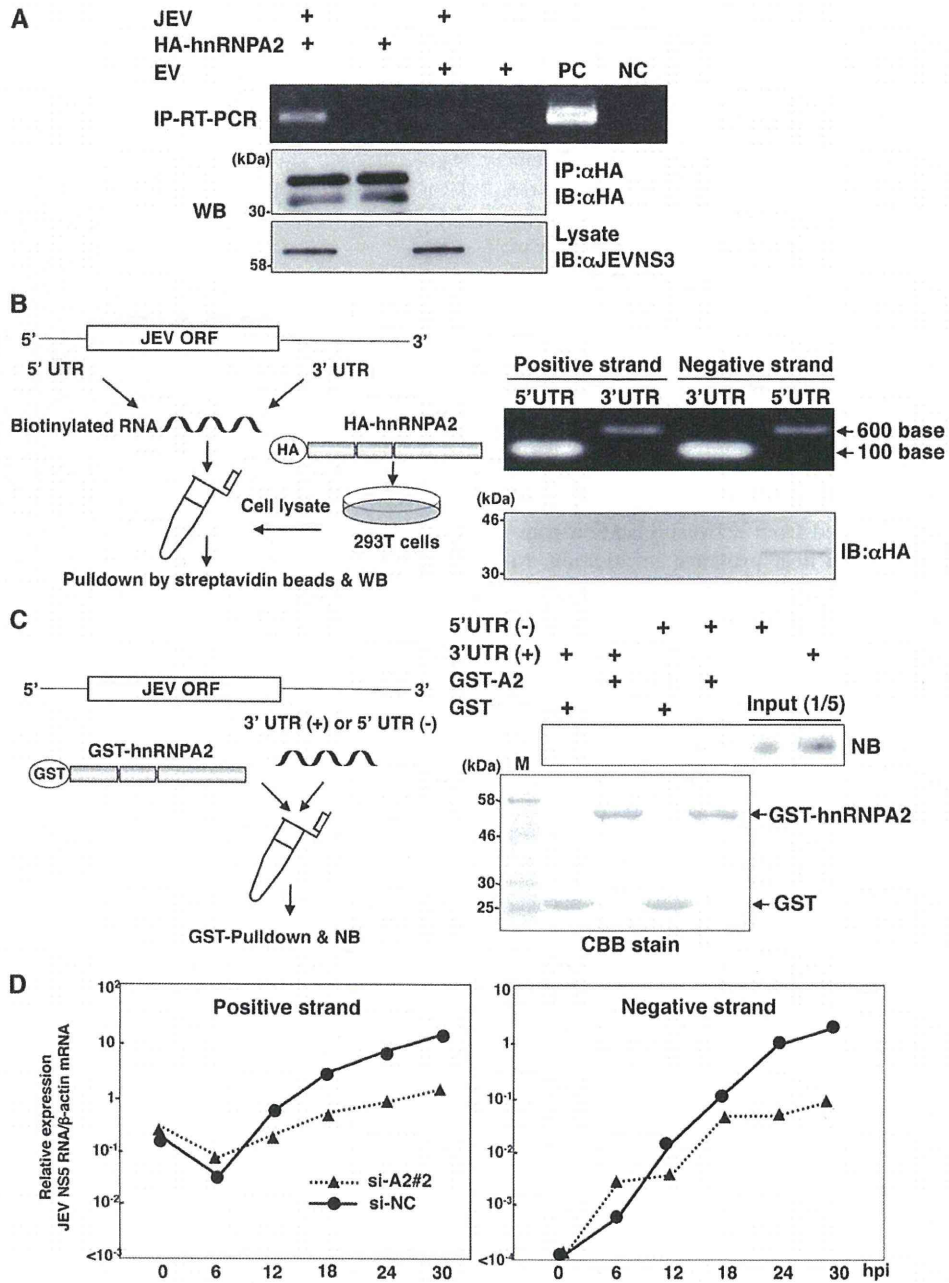 A
JEV + +
HA-hnRNPA2 + +
EV + + PC NC
IP-RT-PCR
(kDa)
IP:αHA
IB:αHA
WB
30-
Lysate
IB:αJEVNS3
58-
B
5' JEV ORF 3'
5' UTR 3' UTR
Biotinylated RNA
HA-hnRNPA2
HA
Cell lysate
293T cells
Pulldown by streptavidin beads & WB
Positive strand Negative strand
5'UTR 3'UTR 3'UTR 5'UTR
600 base
100 base
(kDa)
46-
IB:αHA
30-
C
5' JEV ORF 3'
3' UTR (+) or 5' UTR (-)
GST-hnRNPA2
GST
GST-Pulldown & NB
5'UTR (-) + + +
3'UTR (+) + + +
GST-A2 + +
GST + + Input (1/5)
NB
(kDa) M
58-
GST-hnRNPA2
46-
30-
25-
GST
CBB stain
D
Relative expression
JEV NS5 RNA/β-actin mRNA
Positive strand
10²
10
1
10⁻¹
10⁻²
<10⁻³
si-A2#2
si-NC
0 6 12 18 24 30
Negative strand
10
1
10⁻¹
10⁻²
10⁻³
<10⁻⁴
0 6 12 18 24 30 hpi